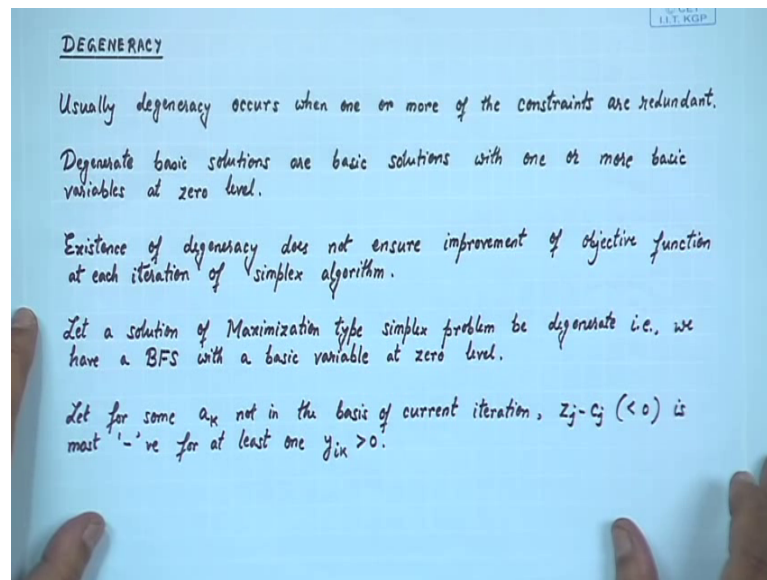 © CET
I.I.T. KGP
DEGENERACY
Usually degeneracy occurs when one or more of the constraints are redundant.
Degenerate basic solutions are basic solutions with one or more basic
variables at zero level.
Existence of degeneracy does not ensure improvement of objective function
at each iteration of simplex algorithm.
Let a solution of Maximization type simplex problem be degenerate i.e., we
have a BFS with a basic variable at zero level.
Let for some aₖ not in the basis of current iteration, Zj-Cj (<0) is
most '-'ve for at least one yᵢₖ >0.